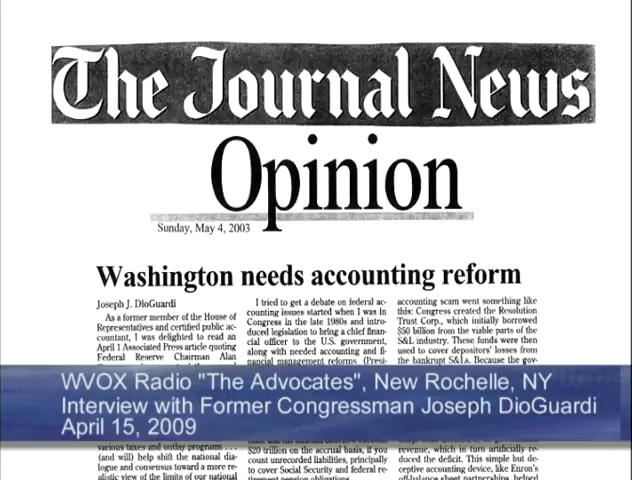 The Journal News
Opinion
Sunday, May 4, 2003
Washington needs accounting reform
Joseph J. DioGuardi
As a former member of the House of
Representatives and certified public ac-
countant, I was delighted to read an
April 1 Associated Press article quoting
Federal Reserve Chairman Alan
various taxes and outlay programs . . .
(and will) help shift the national dia-
logue and consensus toward a more re-
alistic view of the limits of our national
I tried to get a debate on federal ac-
counting issues started when I was in
Congress in the late 1980s and intro-
duced legislation to bring a chief finan-
cial officer to the U.S. government,
along with needed accounting and fi-
nancial management reforms. (Presi-
$20 trillion on the accrual basis, if you
count unrecorded liabilities, principally
to cover Social Security and federal re-
tirement pension obligations.
accounting scam went something like
this: Congress created the Resolution
Trust Corp., which initially borrowed
$50 billion from the viable parts of the
S&L industry. These funds were then
used to cover depositors' losses from
the bankrupt S&Ls. Because the gov-
revenue, which in turn artificially re-
duced the deficit. This simple but de-
ceptive accounting device, like Enron's
off-balance sheet partnerships, helped
WVOX Radio "The Advocates", New Rochelle, NY
Interview with Former Congressman Joseph DioGuardi
April 15, 2009